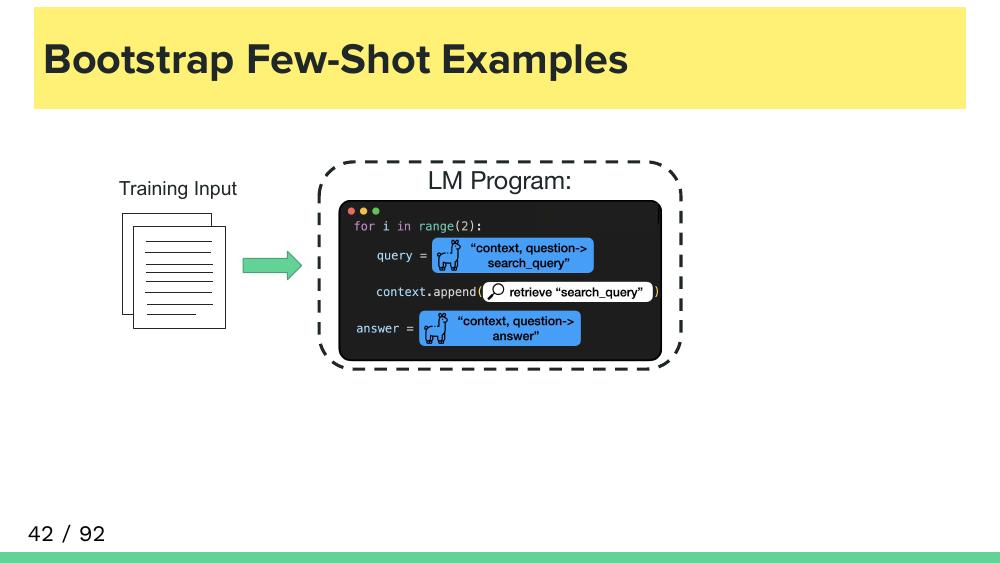 Bootstrap Few-Shot Examples
Training Input
LM Program:
for i in range(2):
query = “context, question->
search_query”
context.append( retrieve “search_query” )
answer = “context, question->
answer”
42 / 92